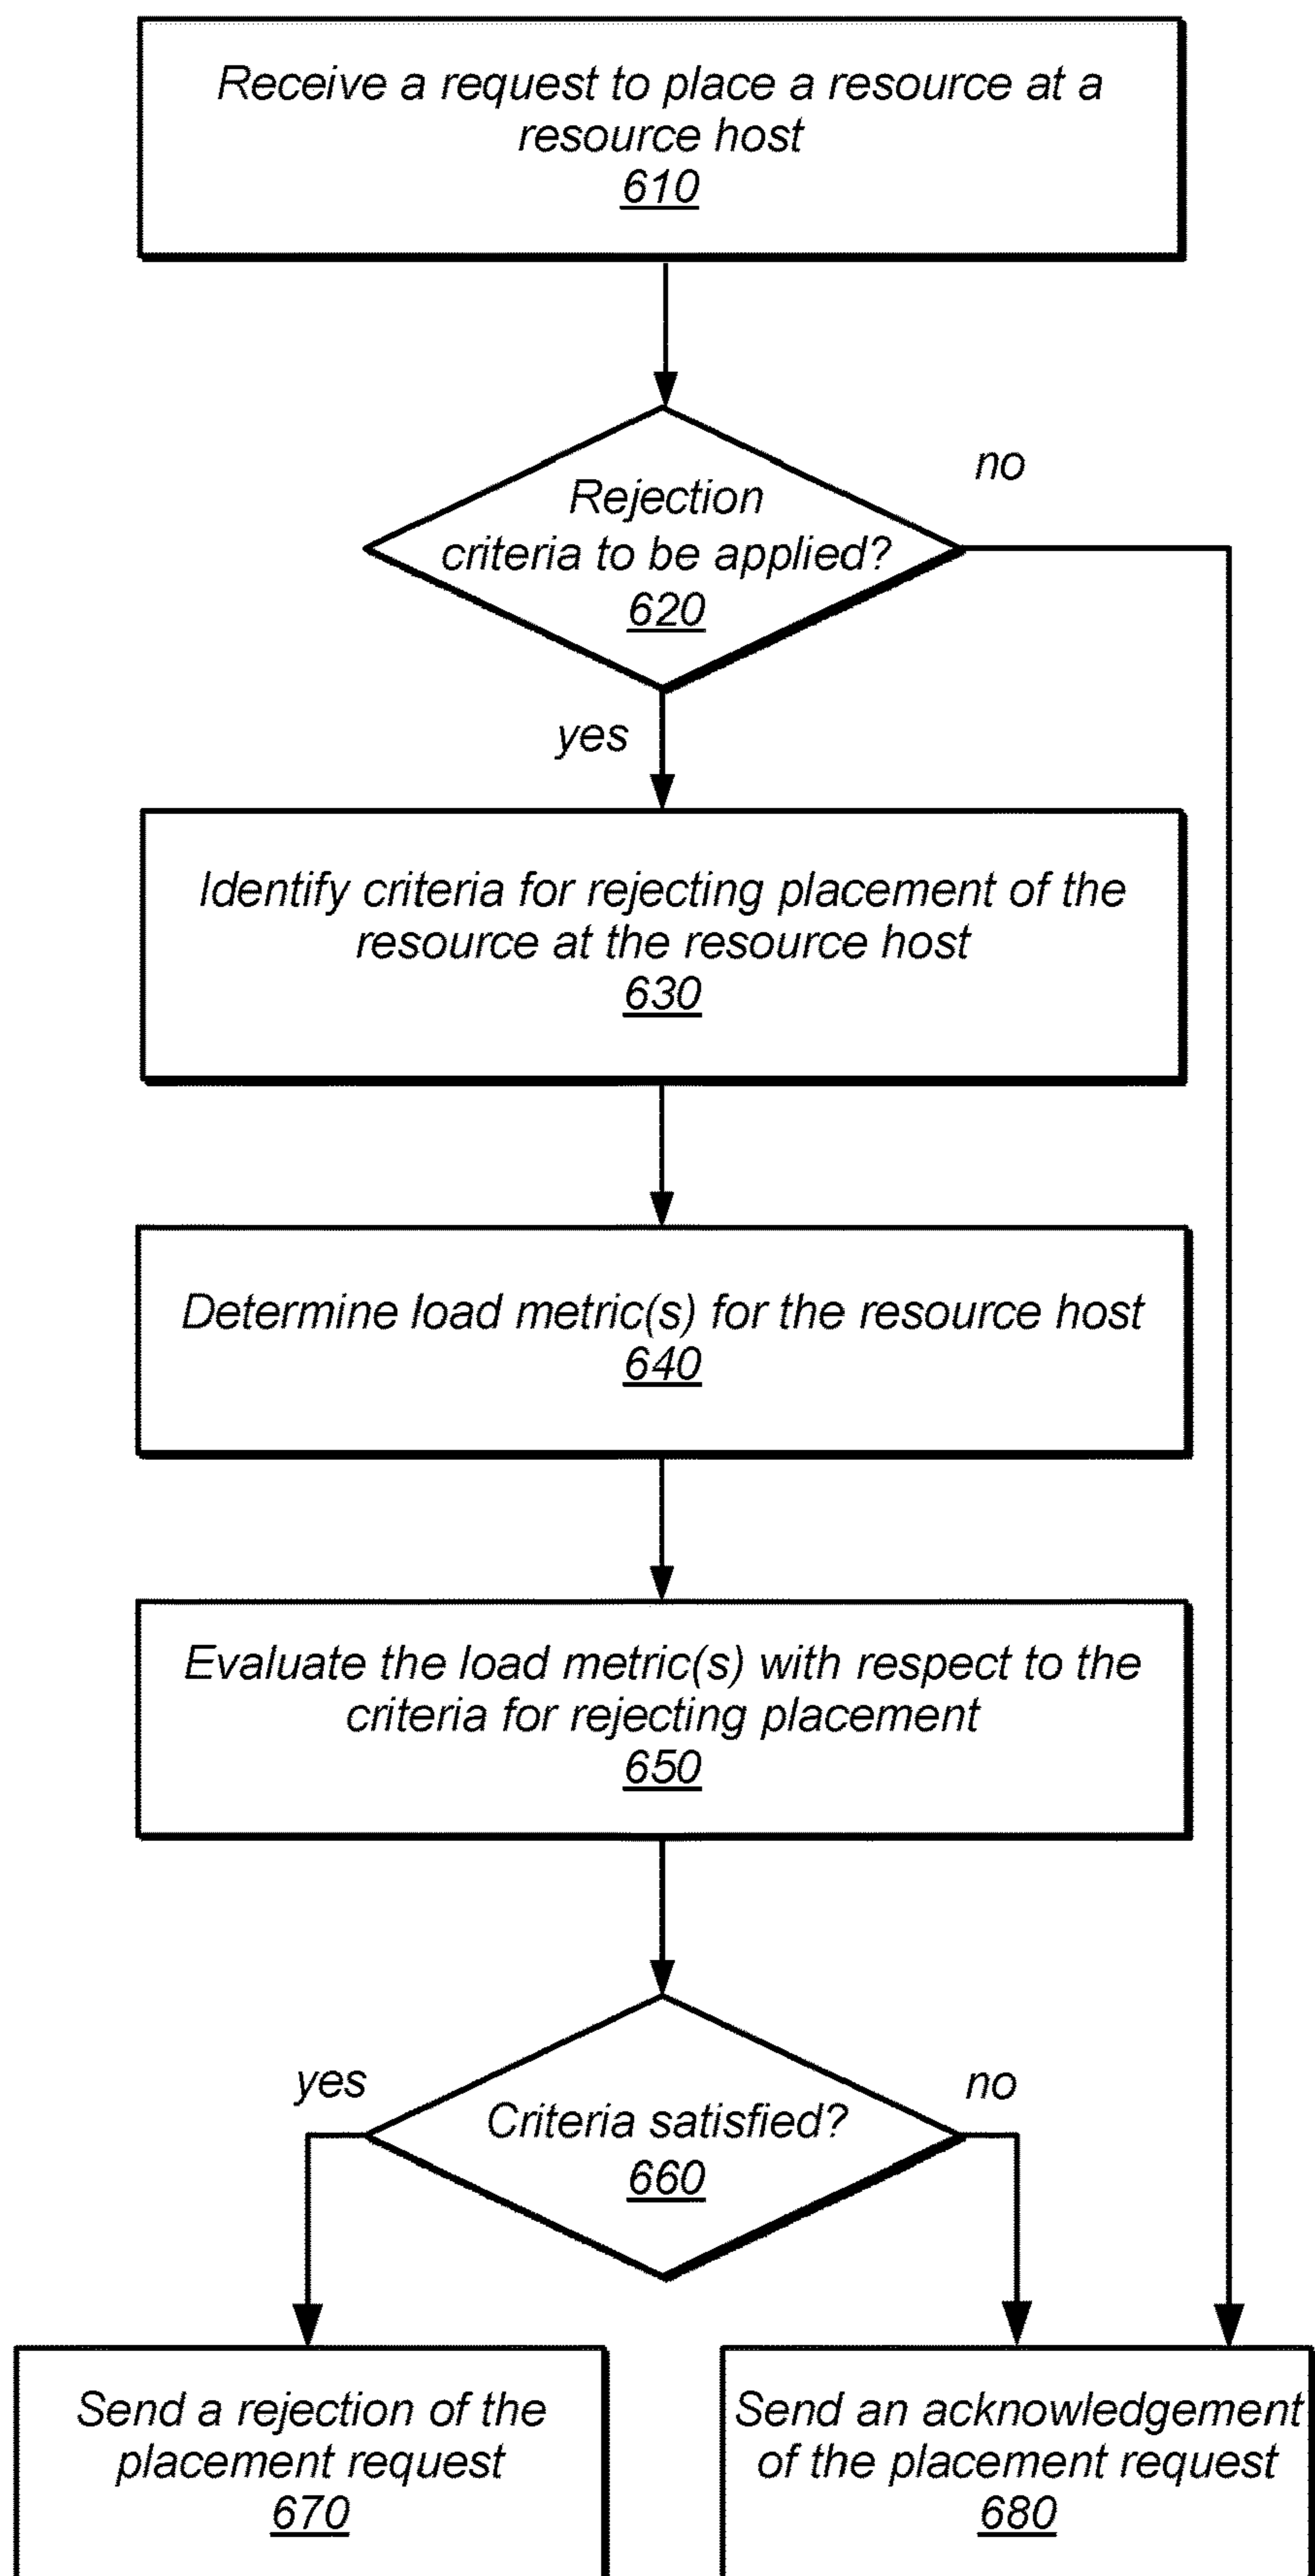 Receive a request to place a resource at a
resource host
610
Rejection
criteria to be applied?
620
no
yes
Identify criteria for rejecting placement of the
resource at the resource host
630
Determine load metric(s) for the resource host
640
Evaluate the load metric(s) with respect to the
criteria for rejecting placement
650
yes
Criteria satisfied?
660
no
Send a rejection of the
placement request
670
Send an acknowledgement
of the placement request
680